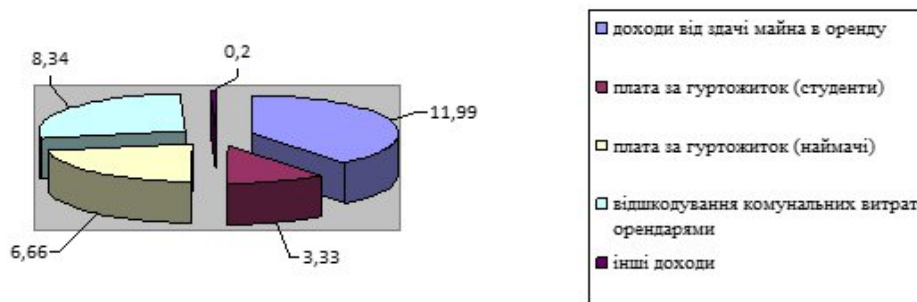 8,34
0,2
11,99
6,66
3,33
доходи від здачі майна в оренду
плата за гуртожиток (студенти)
плата за гуртожиток (наймачі)
відшкодування комунальних витрат
орендарями
інші доходи